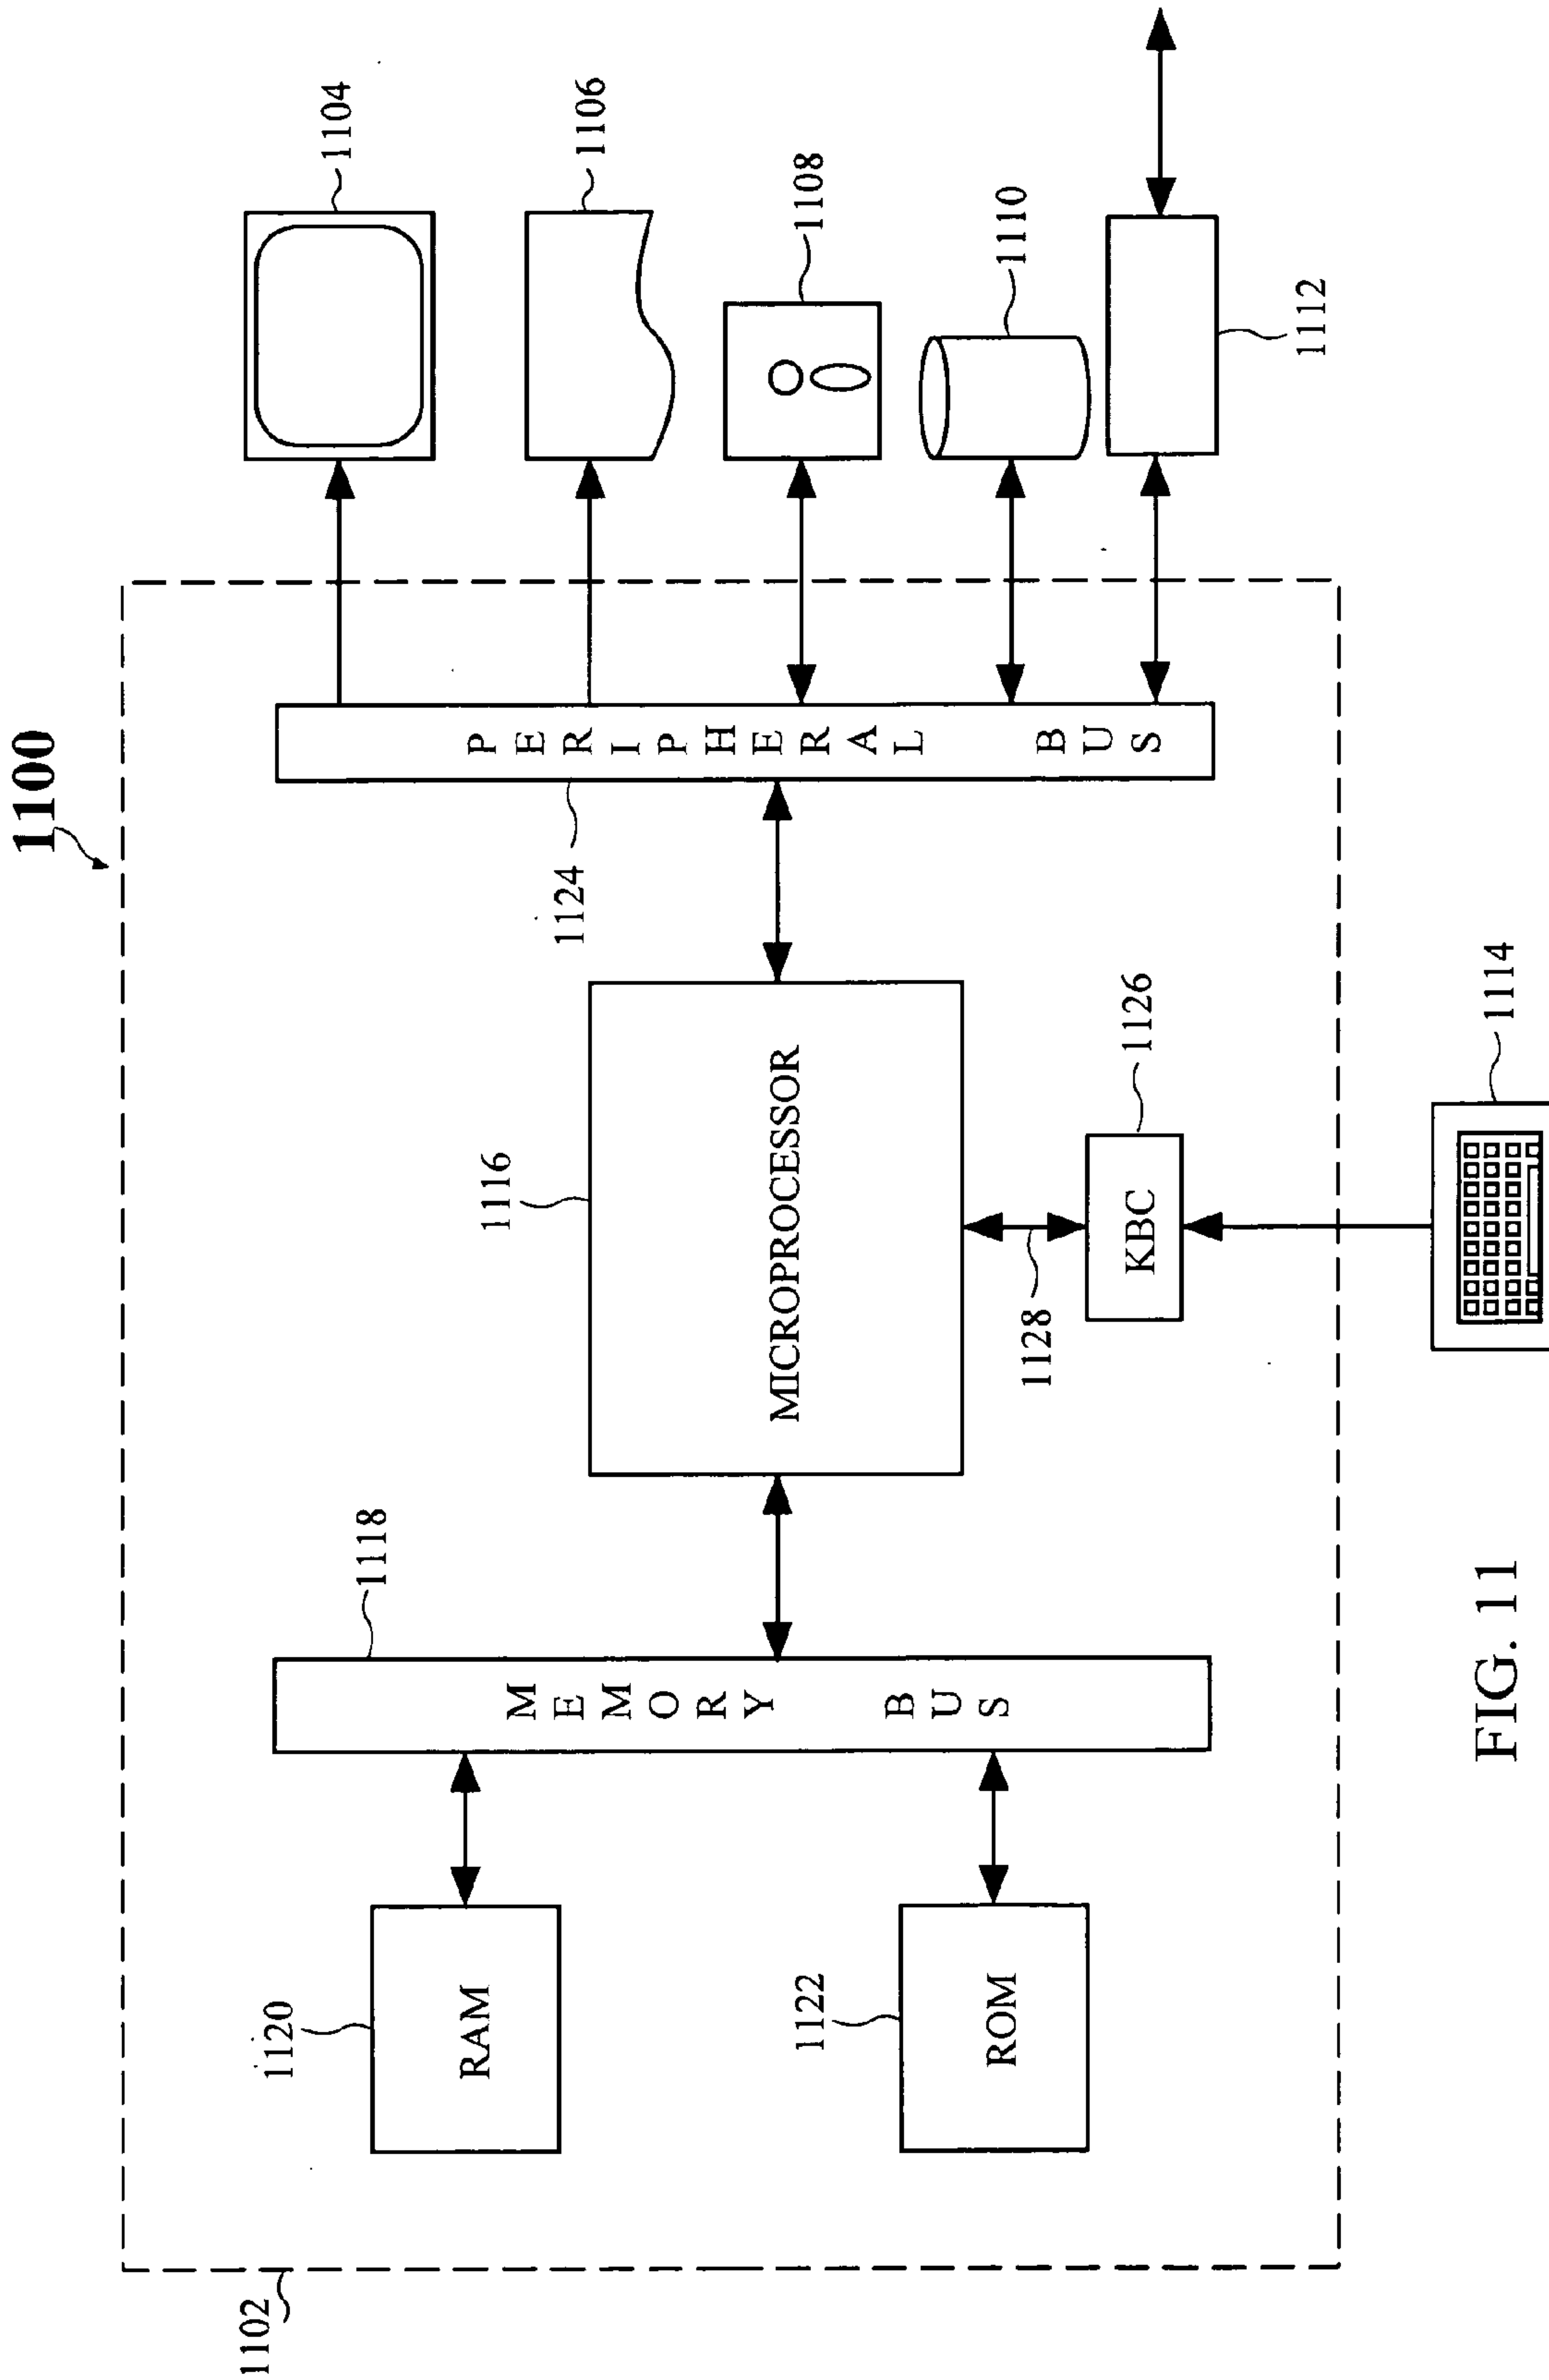 1100
1102
1120
RAM
1122
ROM
1118
MEMORY BUS
1116
MICROPROCESSOR
1128
KBC
1126
1114
1124
PERIPHERAL BUS
1104
1106
1108
1110
1112
FIG. 11